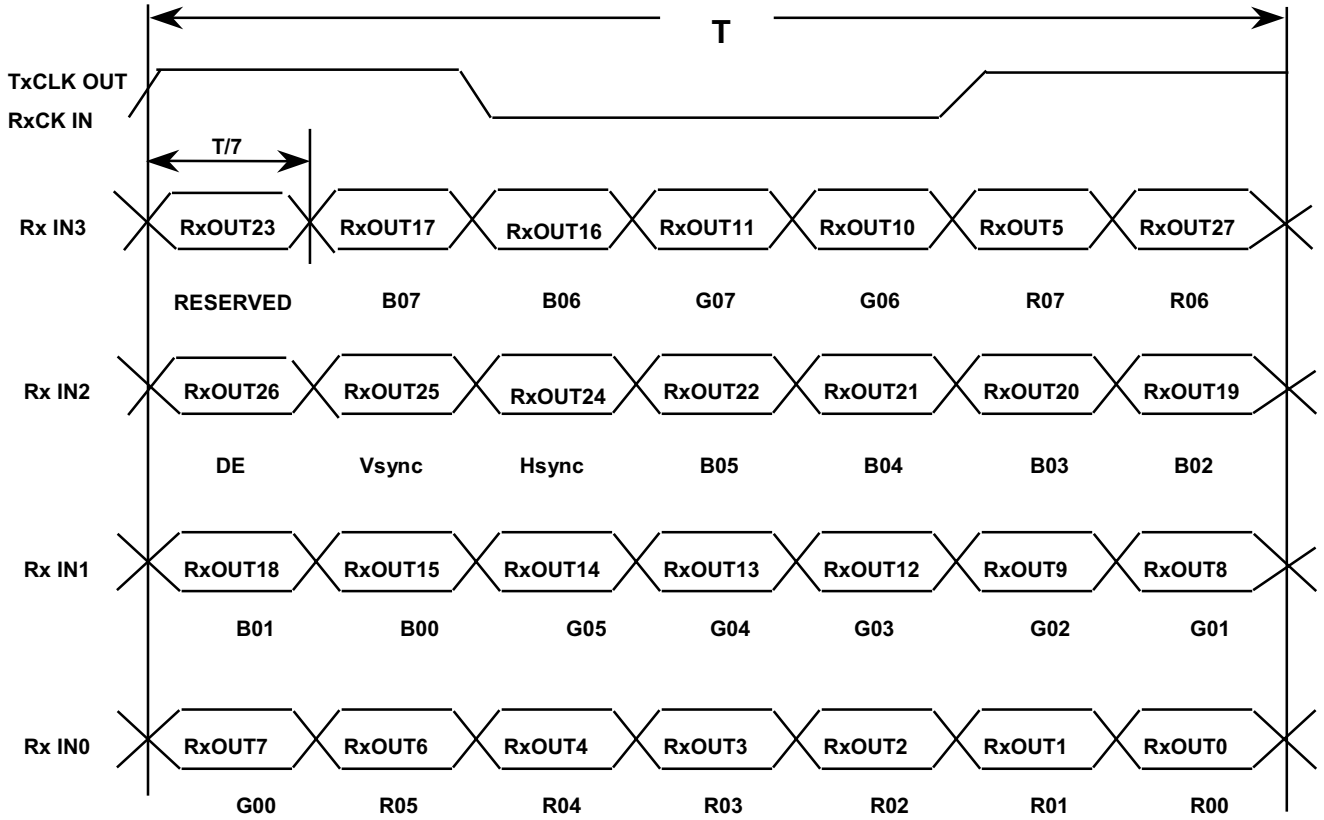 T
TxCLK OUT
RxCK IN
T/7
Rx IN3 RxOUT23 RxOUT17 RxOUT16 RxOUT11 RxOUT10 RxOUT5 RxOUT27
RESERVED B07 B06 G07 G06 R07 R06
Rx IN2 RxOUT26 RxOUT25 RxOUT24 RxOUT22 RxOUT21 RxOUT20 RxOUT19
DE Vsync Hsync B05 B04 B03 B02
Rx IN1 RxOUT18 RxOUT15 RxOUT14 RxOUT13 RxOUT12 RxOUT9 RxOUT8
B01 B00 G05 G04 G03 G02 G01
Rx IN0 RxOUT7 RxOUT6 RxOUT4 RxOUT3 RxOUT2 RxOUT1 RxOUT0
G00 R05 R04 R03 R02 R01 R00